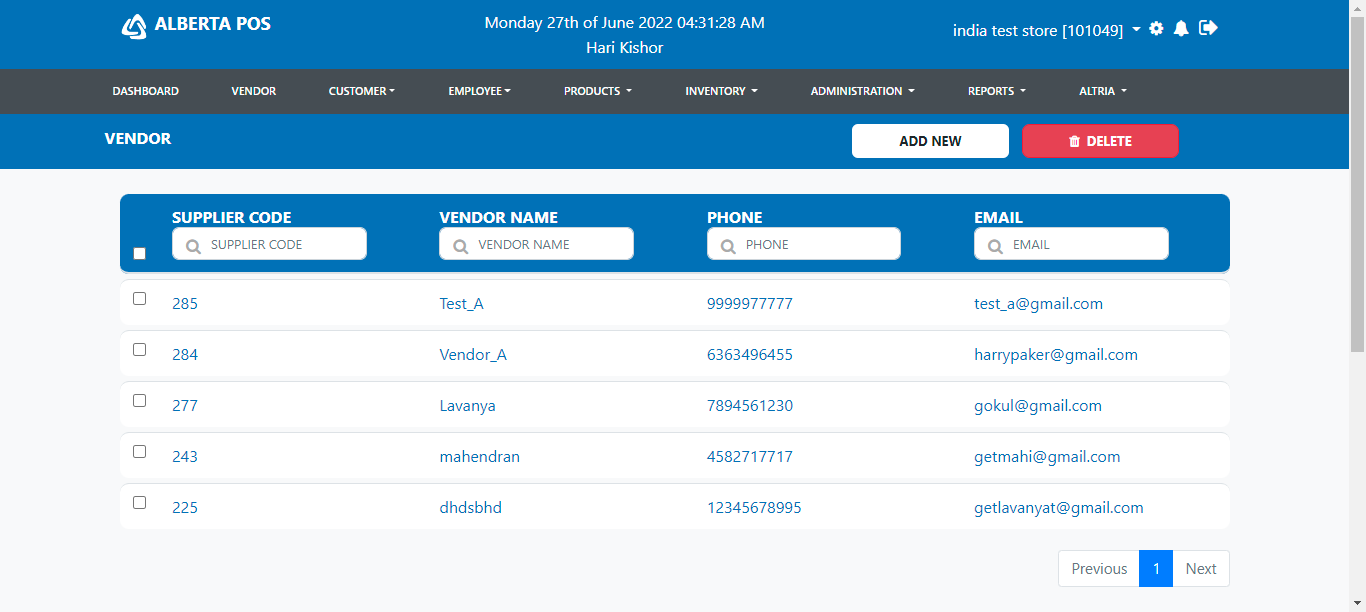 ALBERTA POS
Monday 27th of June 2022 04:31:28 AM
Hari Kishor
india test store [101049]
DASHBOARD VENDOR CUSTOMER EMPLOYEE PRODUCTS INVENTORY ADMINISTRATION REPORTS ALTRIA
VENDOR ADD NEW DELETE
SUPPLIER CODE VENDOR NAME PHONE EMAIL
SUPPLIER CODE VENDOR NAME PHONE EMAIL
285 Test_A 9999977777 test_a@gmail.com
284 Vendor_A 6363496455 harrypaker@gmail.com
277 Lavanya 7894561230 gokul@gmail.com
243 mahendran 4582717717 getmahi@gmail.com
225 dhdsbhd 12345678995 getlavanyat@gmail.com
Previous 1 Next